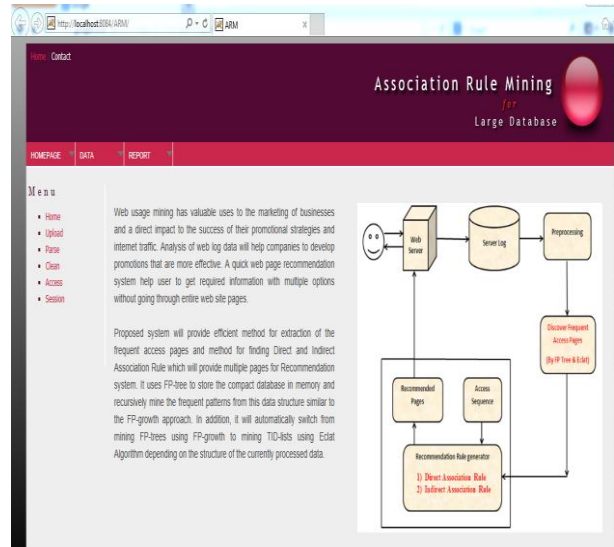 http://localhost:8084/ARM/
ARM
Home Contact
Association Rule Mining
for
Large Database
HOMEPAGE DATA REPORT
Menu
Home
Upload
Parse
Clean
Access
Session
Web usage mining has valuable uses to the marketing of businesses
and a direct impact to the success of their promotional strategies and
internet traffic. Analysis of web log data will help companies to develop
promotions that are more effective. A quick web page recommendation
system help user to get required information with multiple options
without going through entire web site pages.
Proposed system will provide efficient method for extraction of the
frequent access pages and method for finding Direct and Indirect
Association Rule which will provide multiple pages for Recommendation
system. It uses FP-tree to store the compact database in memory and
recursively mine the frequent patterns from this data structure similar to
the FP-growth approach. In addition, it will automatically switch from
mining FP-trees using FP-growth to mining TID-lists using Eclat
Algorithm depending on the structure of the currently processed data.
Web
Server
Server Log
Preprocessing
Discover Frequent
Access Pages
(By FP Tree & Eclat)
Recommended
Pages
Access
Sequence
Recommendation Rule generator
1) Direct Association Rule
2) Indirect Association Rule